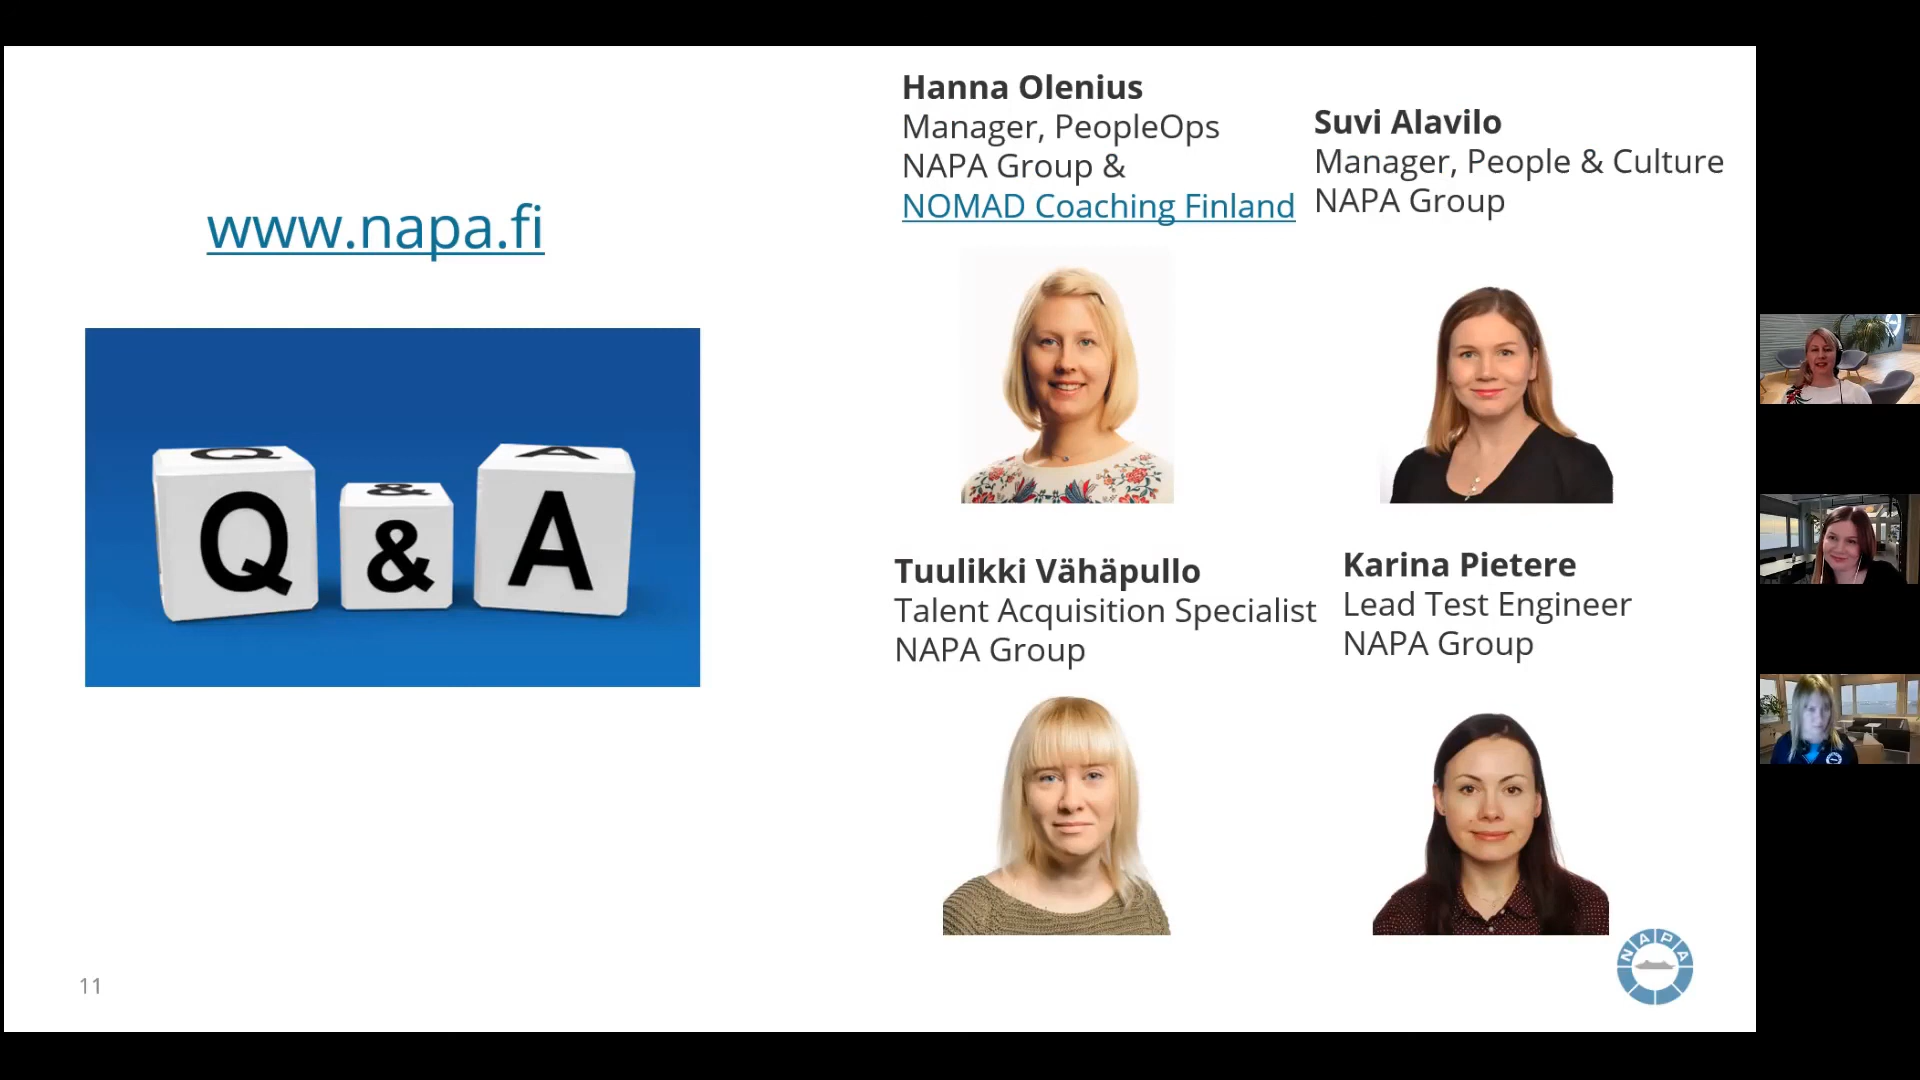 www.napa.fi
Q & A
Q & A
Hanna Olenius
Manager, PeopleOps
NAPA Group &
NOMAD Coaching Finland
Suvi Alavilo
Manager, People & Culture
NAPA Group
Tuulikki Vähäpullo
Talent Acquisition Specialist
NAPA Group
Karina Pietere
Lead Test Engineer
NAPA Group
NAPA
11